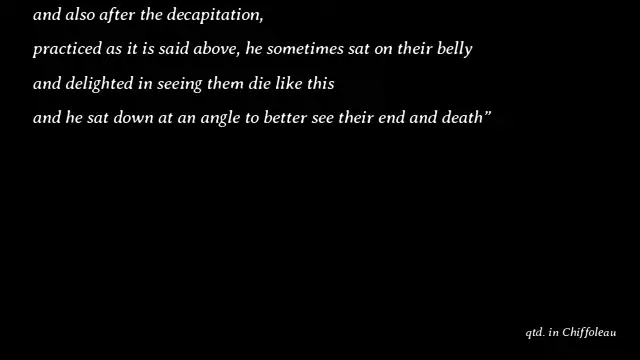 and also after the decapitation,
practiced as it is said above, he sometimes sat on their belly
and delighted in seeing them die like this
and he sat down at an angle to better see their end and death”
qtd. in Chiffoleau